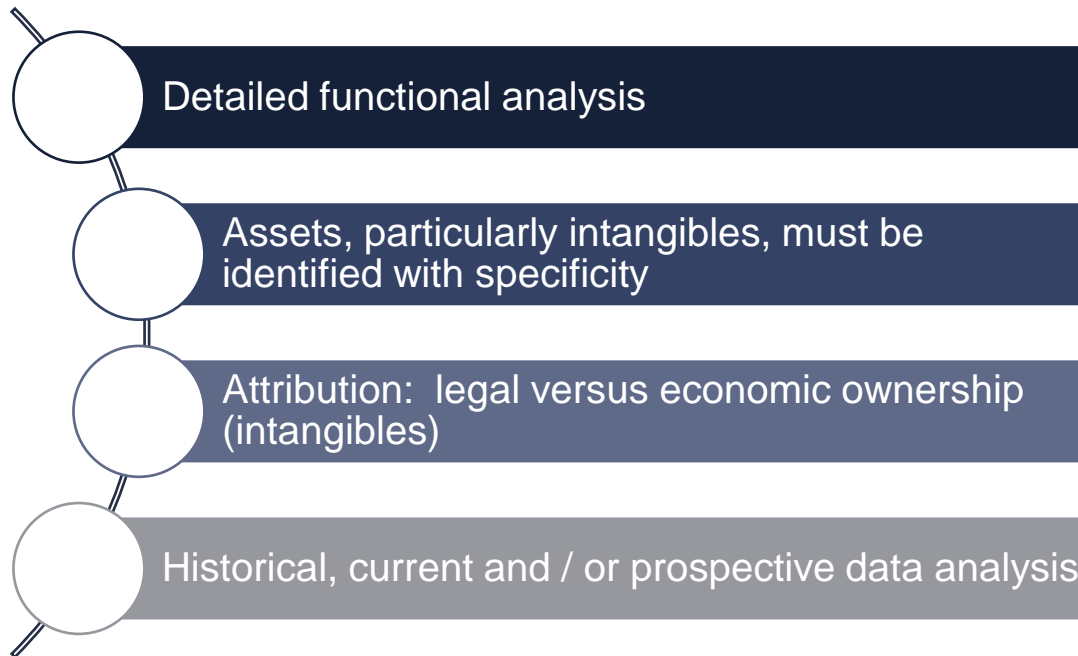 Detailed functional analysis
Assets, particularly intangibles, must be
identified with specificity
Attribution:  legal versus economic ownership
(intangibles)
Historical, current and / or prospective data analysis